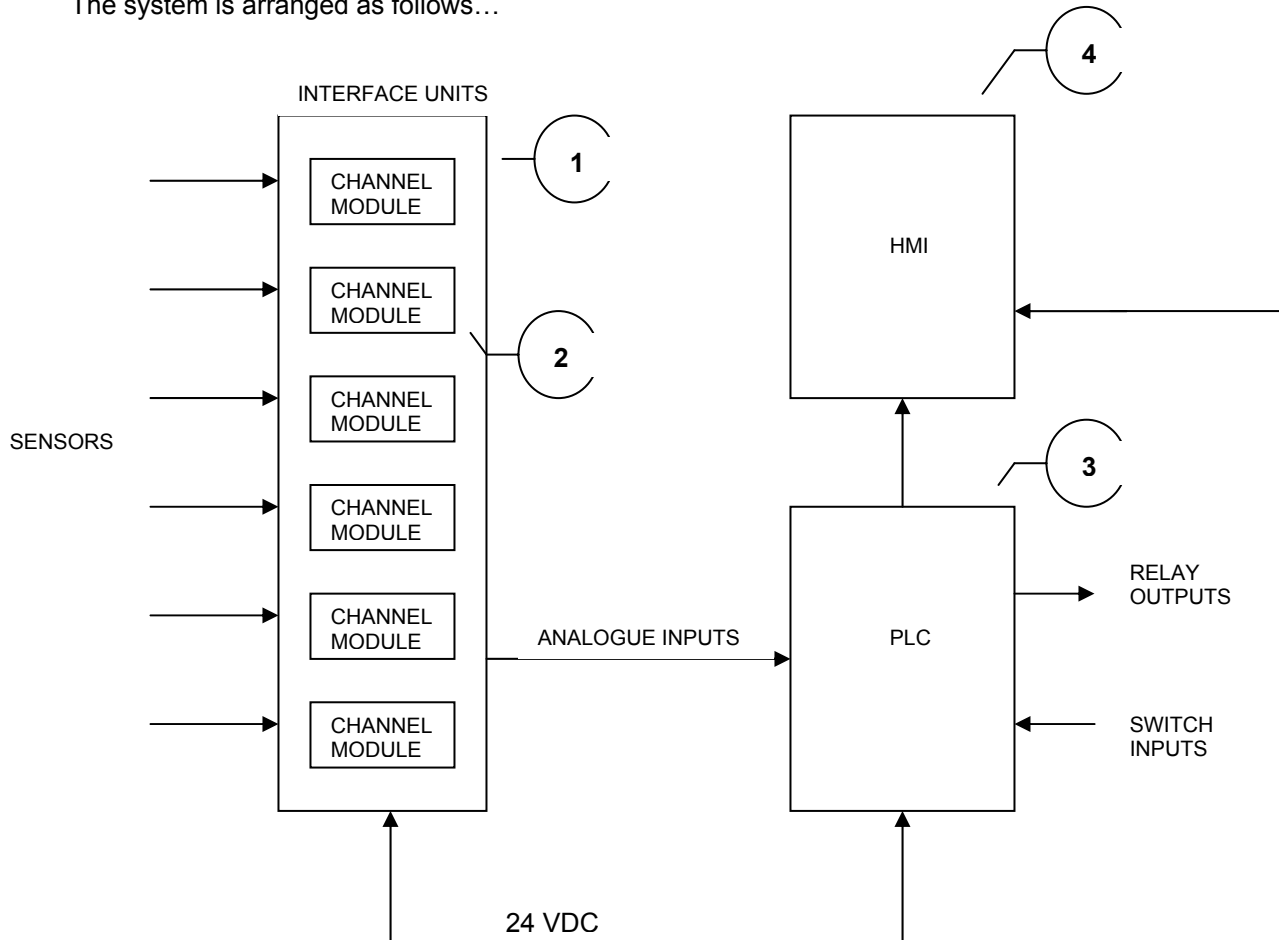 The system is arranged as follows…
4
INTERFACE UNITS
1
CHANNEL
MODULE
HMI
CHANNEL
MODULE
2
CHANNEL
MODULE
SENSORS
3
CHANNEL
MODULE
RELAY
OUTPUTS
CHANNEL
MODULE
ANALOGUE INPUTS
PLC
CHANNEL
MODULE
SWITCH
INPUTS
24 VDC